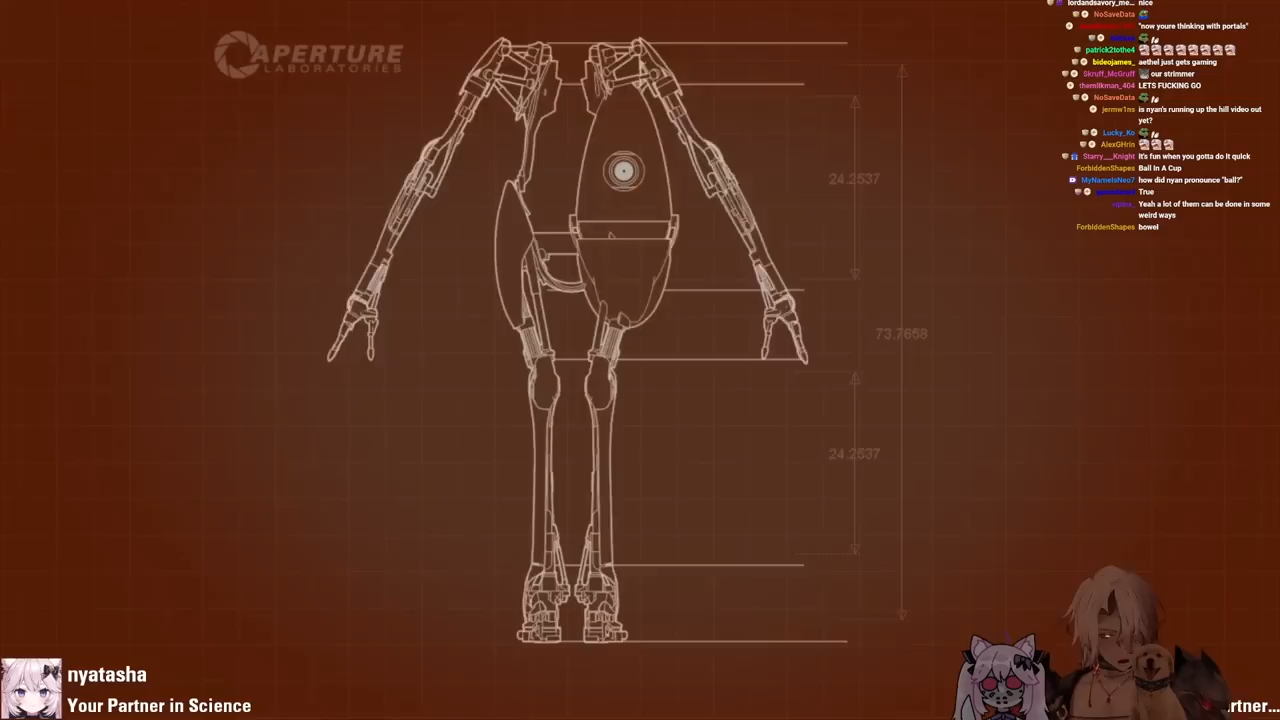 APERTURE
LABORATORIES
24.2537
73.7658
24.2537
nyatasha
Your Partner in Science
rtner...
lordandsavory_me... nice
NoSaveData
"now youre thinking with portals"
patrick2tothe4
bideojames_ aethel just gets gaming
Skruff_McGruff our strimmer
themilkman_404 LETS FUCKING GO
NoSaveData
jermw1ns is nyan's running up the hill video out
yet?
Lucky_Ko
AlexGHrin
Starry__Knight It's fun when you gotta do it quick
ForbiddenShapes Ball In A Cup
MyNameIsNeo7 how did nyan pronounce "ball?"
True
Yeah a lot of them can be done in some
weird ways
ForbiddenShapes bowel